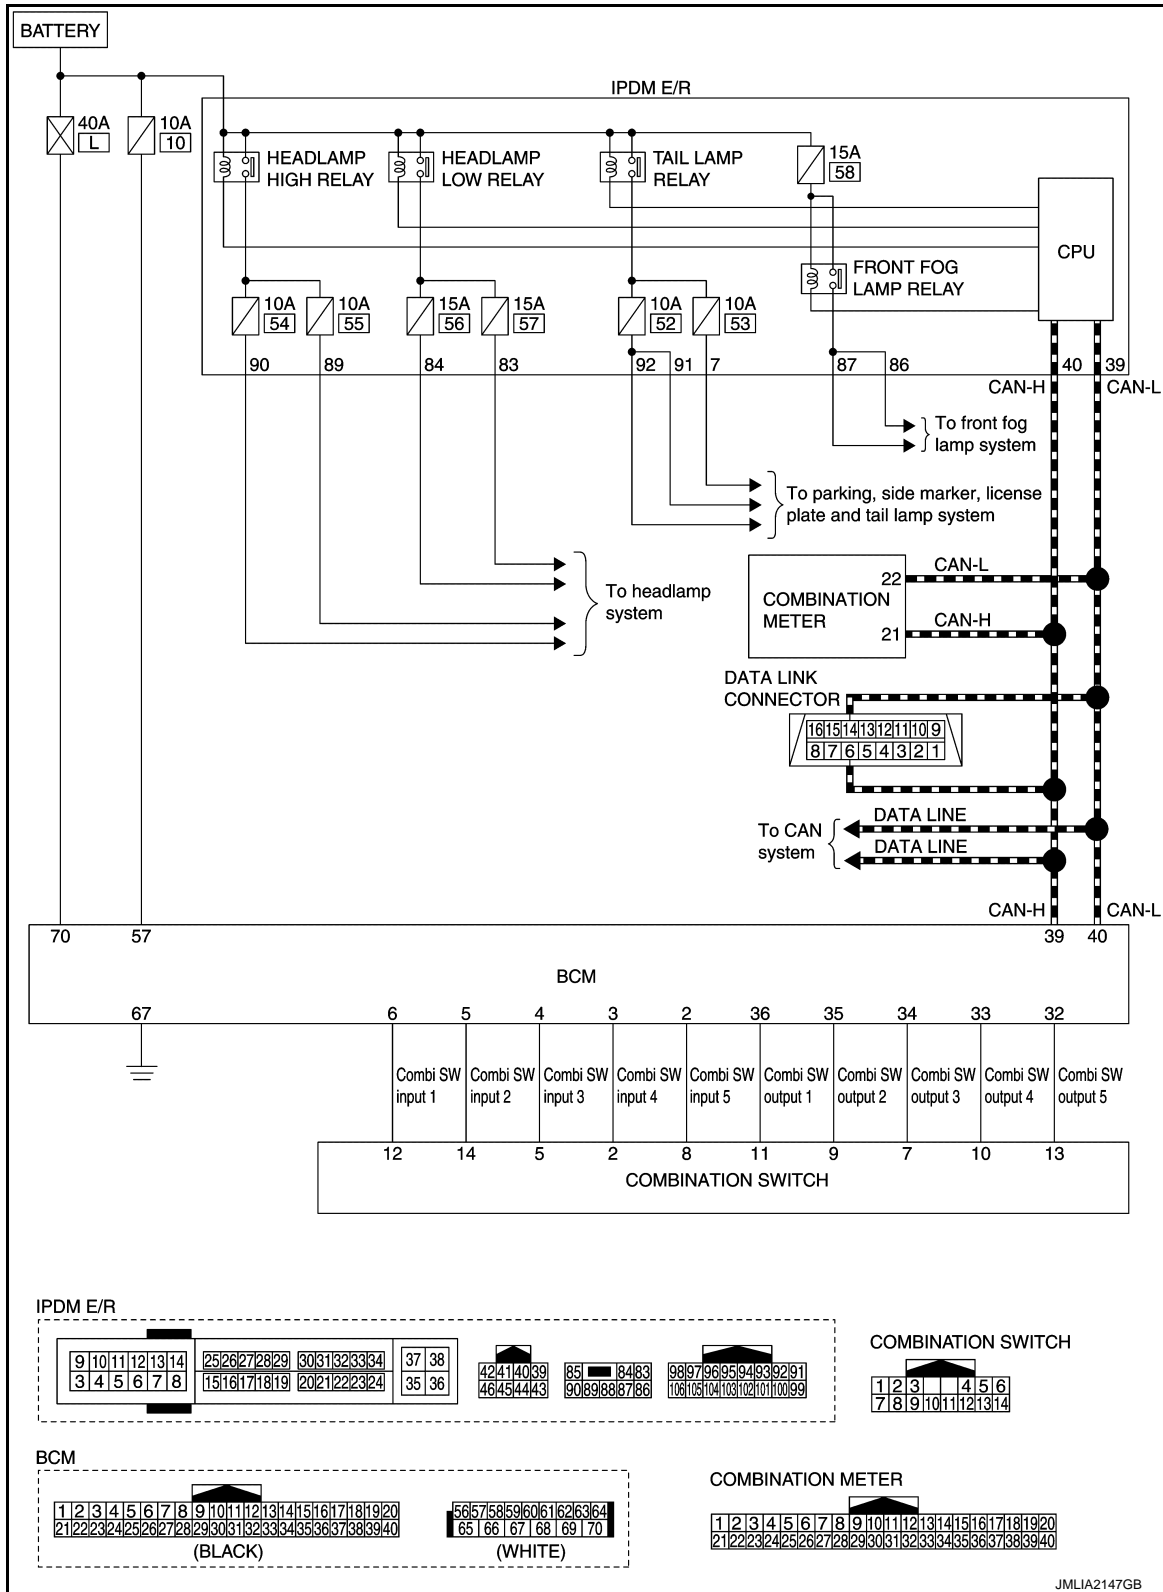 BATTERY
IPDM E/R
40A
L
10A
10
HEADLAMP
HIGH RELAY
HEADLAMP
LOW RELAY
TAIL LAMP
RELAY
15A
58
CPU
FRONT FOG
LAMP RELAY
10A
54
10A
55
15A
56
15A
57
10A
52
10A
53
90 89 84 83 92 91 7 87 86 40 39
CAN-H CAN-L
To front fog
lamp system
To parking, side marker, license
plate and tail lamp system
To headlamp
system
COMBINATION
METER
22 CAN-L
21 CAN-H
DATA LINK
CONNECTOR
16 15 14 13 12 11 10 9
8 7 6 5 4 3 2 1
To CAN
system
DATA LINE
DATA LINE
CAN-H CAN-L
70 57 39 40
BCM
67 6 5 4 3 2 36 35 34 33 32
Combi SW
input 1
Combi SW
input 2
Combi SW
input 3
Combi SW
input 4
Combi SW
input 5
Combi SW
output 1
Combi SW
output 2
Combi SW
output 3
Combi SW
output 4
Combi SW
output 5
12 14 5 2 8 11 9 7 10 13
COMBINATION SWITCH
IPDM E/R
9 10 11 12 13 14
3 4 5 6 7 8
25 26 27 28 29 30 31 32 33 34
15 16 17 18 19 20 21 22 23 24
37 38
35 36
42 41 40 39
46 45 44 43
85 84 83
90 89 88 87 86
98 97 96 95 94 93 92 91
106 105 104 103 102 101 100 99
COMBINATION SWITCH
1 2 3 4 5 6
7 8 9 10 11 12 13 14
BCM
1 2 3 4 5 6 7 8 9 10 11 12 13 14 15 16 17 18 19 20
21 22 23 24 25 26 27 28 29 30 31 32 33 34 35 36 37 38 39 40
(BLACK)
56 57 58 59 60 61 62 63 64
65 66 67 68 69 70
(WHITE)
COMBINATION METER
1 2 3 4 5 6 7 8 9 10 11 12 13 14 15 16 17 18 19 20
21 22 23 24 25 26 27 28 29 30 31 32 33 34 35 36 37 38 39 40
JMLIA2147GB